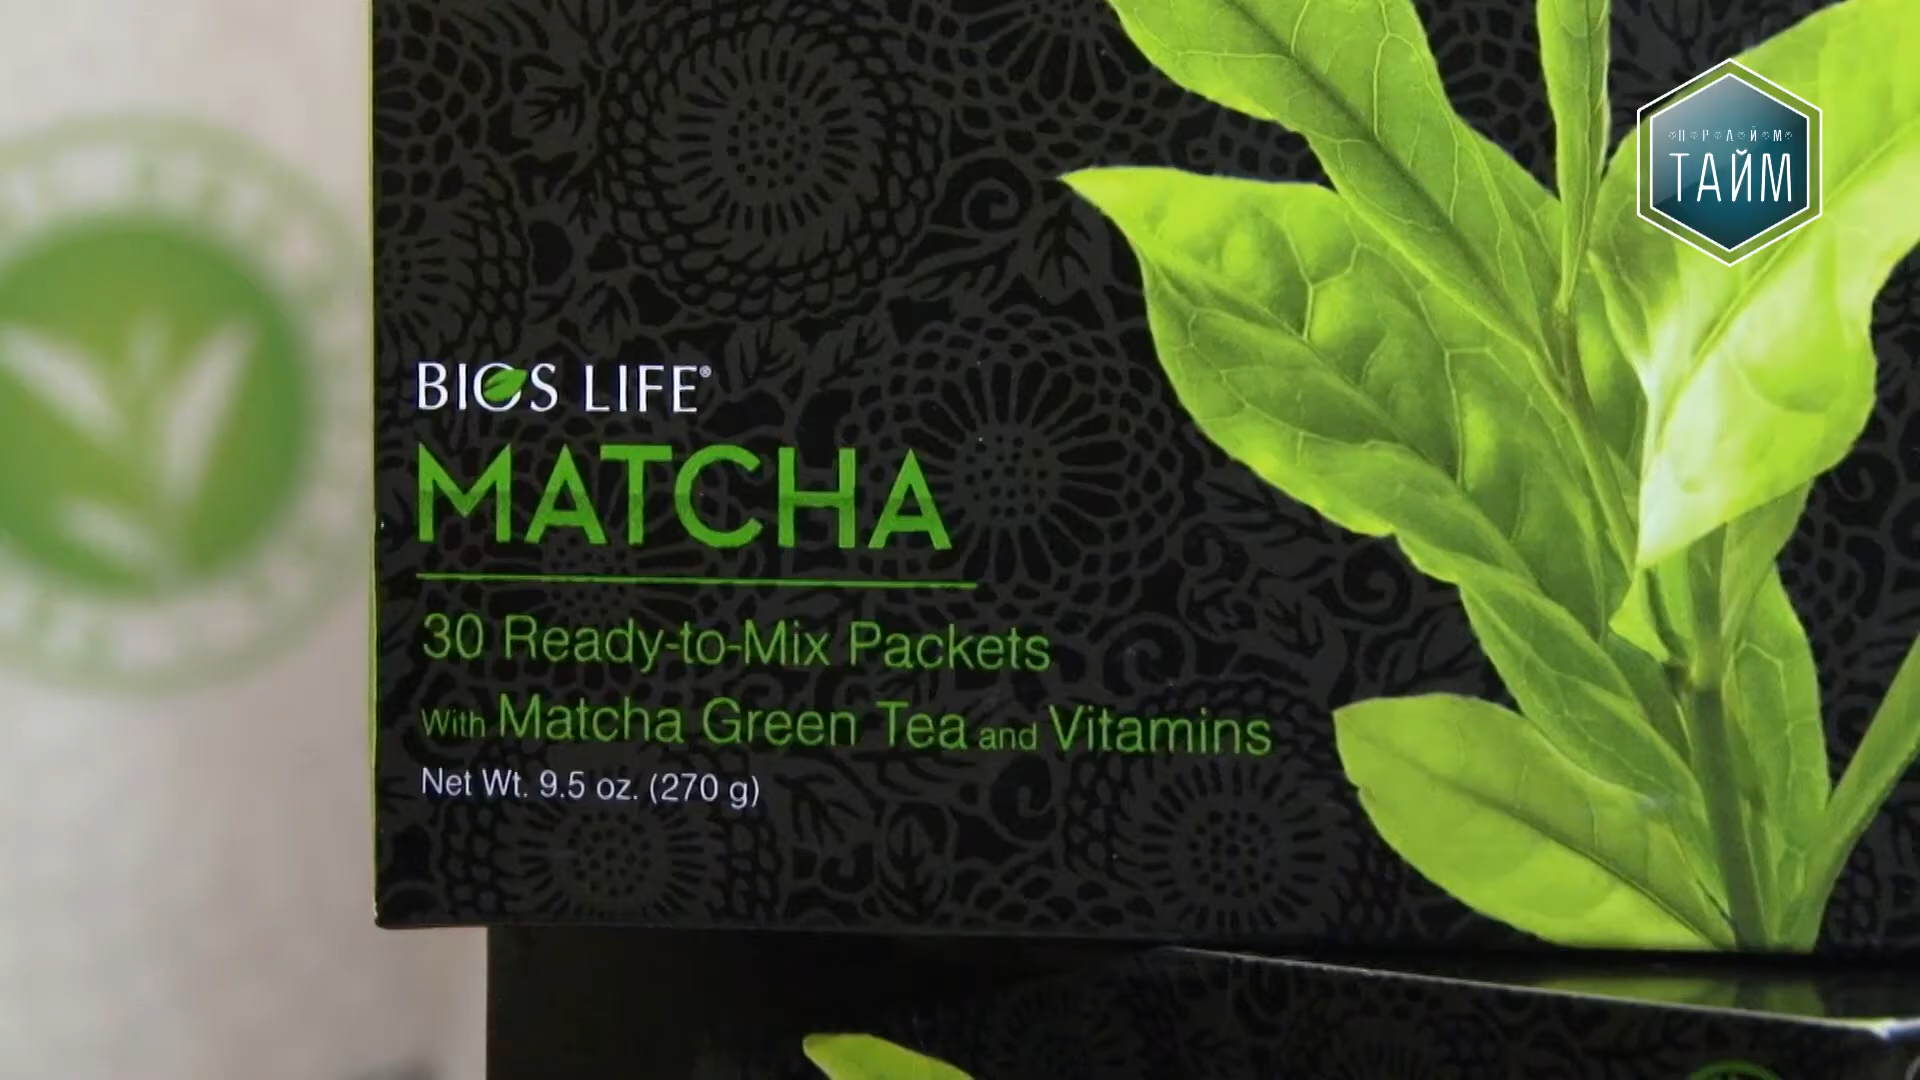 ПРАЙМ
ТАЙМ
BIOS LIFE®
MATCHA
30 Ready-to-Mix Packets
With Matcha Green Tea and Vitamins
Net Wt. 9.5 oz. (270 g)